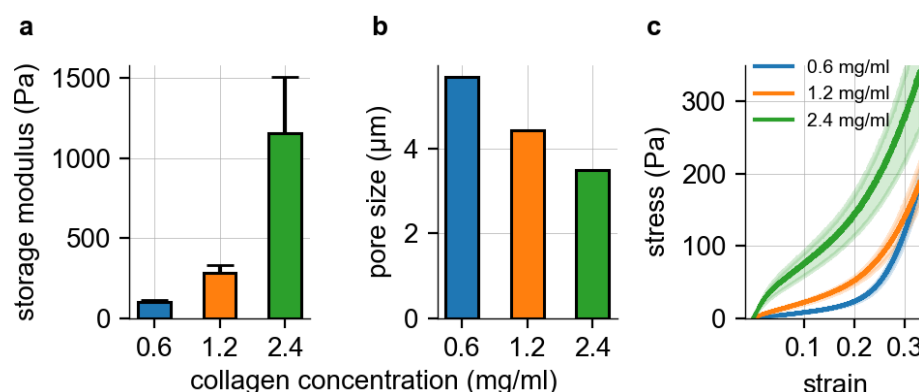 a
storage modulus (Pa)
1500
1000
500
0
0.6 1.2 2.4
b
pore size (µm)
4
2
0
0.6 1.2 2.4
collagen concentration (mg/ml)
c
stress (Pa)
300
200
100
0
0.6 mg/ml
1.2 mg/ml
2.4 mg/ml
0.1 0.2 0.3
strain